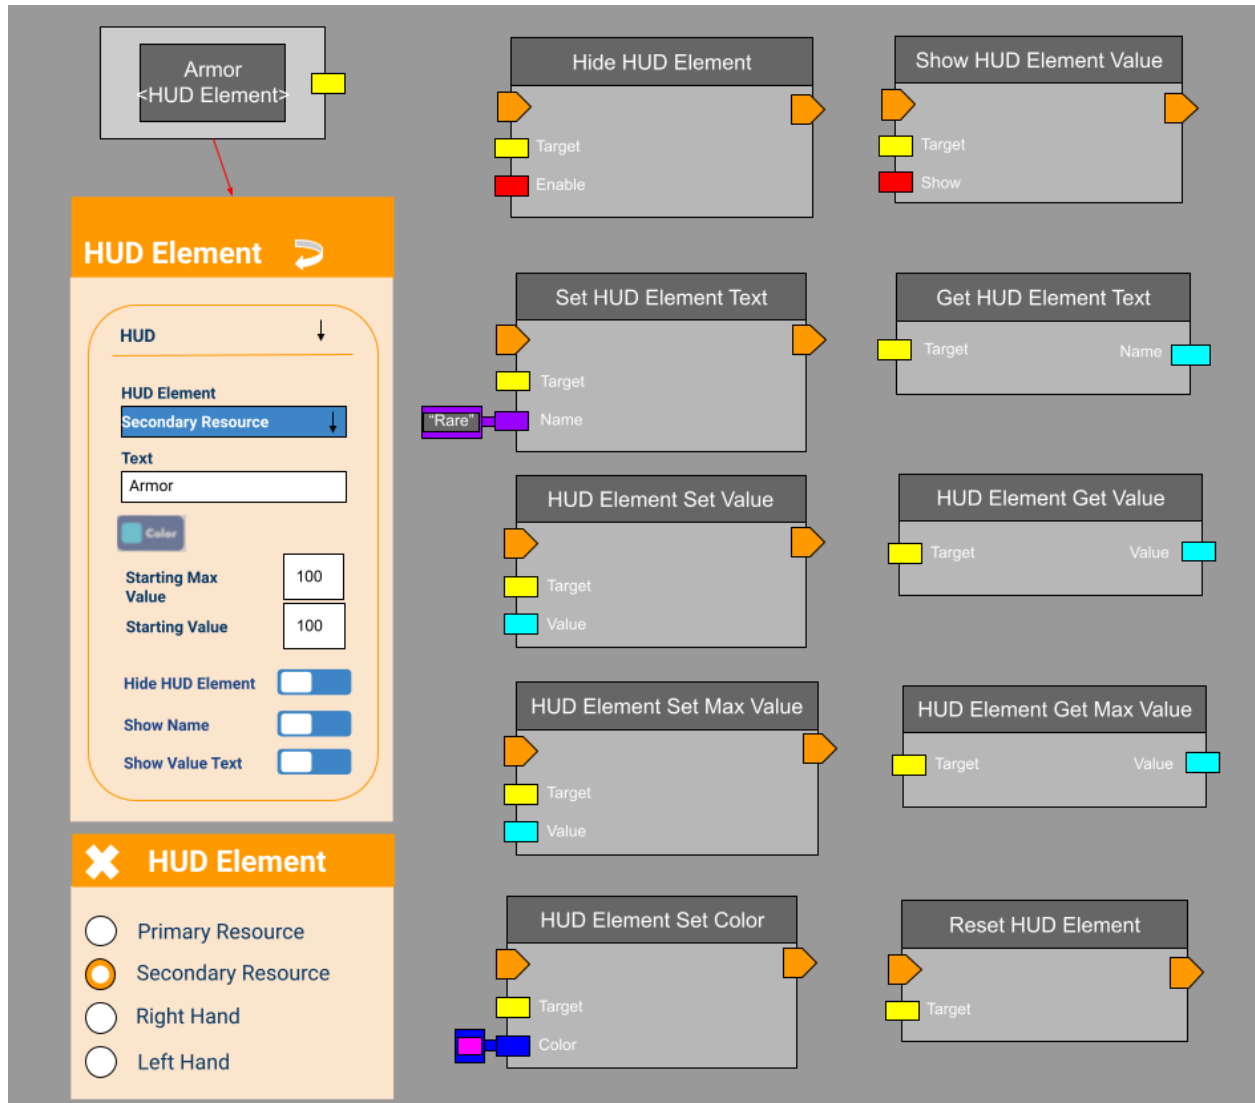 Armor
<HUD Element>
HUD Element
HUD
HUD Element
Secondary Resource
Text
Armor
Color
Starting Max
Value
100
Starting Value
100
Hide HUD Element
Show Name
Show Value Text
HUD Element
Primary Resource
Secondary Resource
Right Hand
Left Hand
Hide HUD Element
Target
Enable
Show HUD Element Value
Target
Show
Set HUD Element Text
Target
"Rare"
Name
Get HUD Element Text
Target
Name
HUD Element Set Value
Target
Value
HUD Element Get Value
Target
Value
HUD Element Set Max Value
Target
Value
HUD Element Get Max Value
Target
Value
HUD Element Set Color
Target
Color
Reset HUD Element
Target